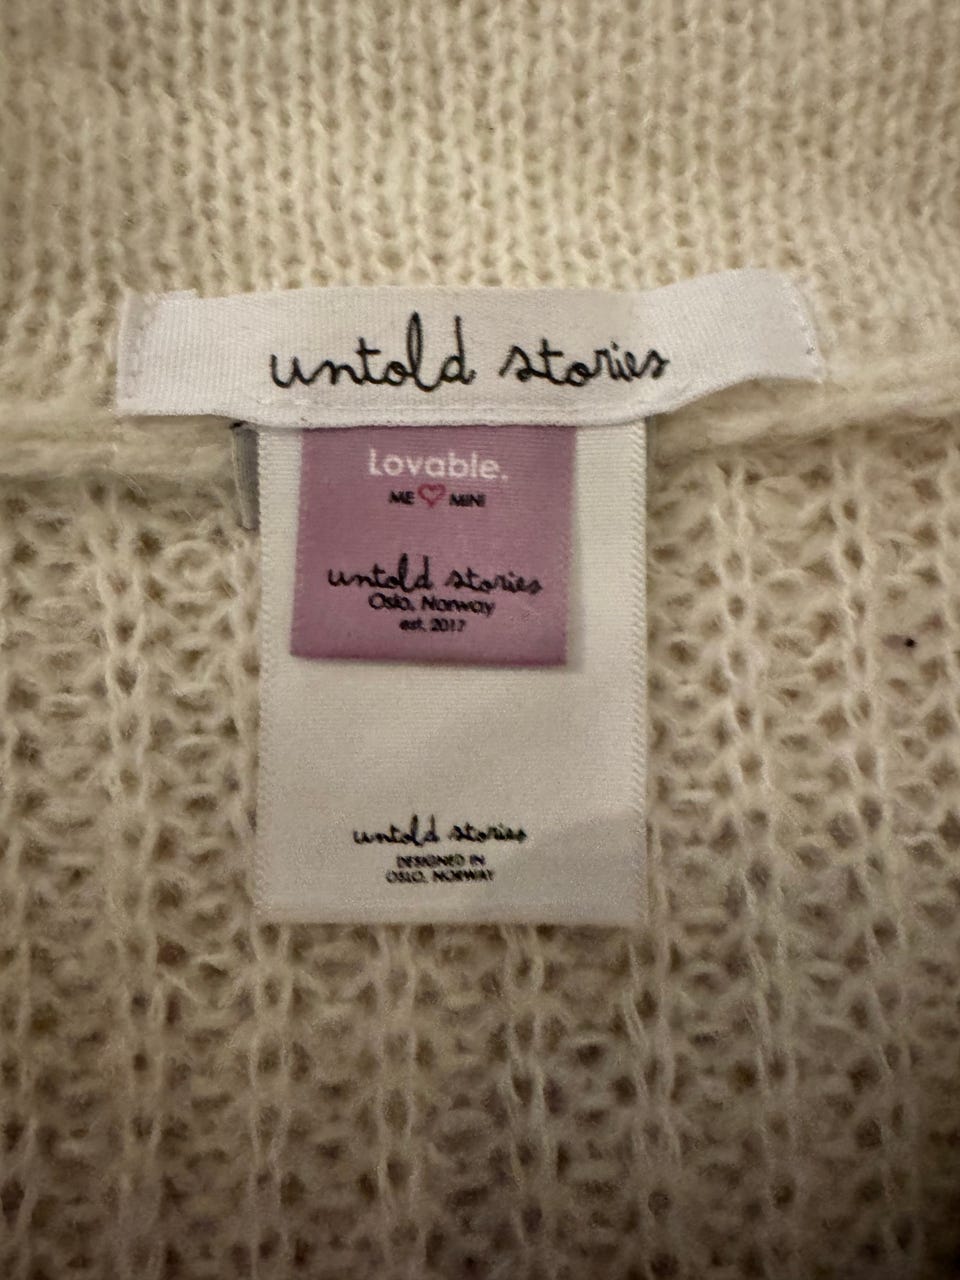 untold stories
Lovable.
ME MINI
untold stories
Oslo, Norway
est. 2017
untold stories
DESIGNED IN
OSLO, NORWAY